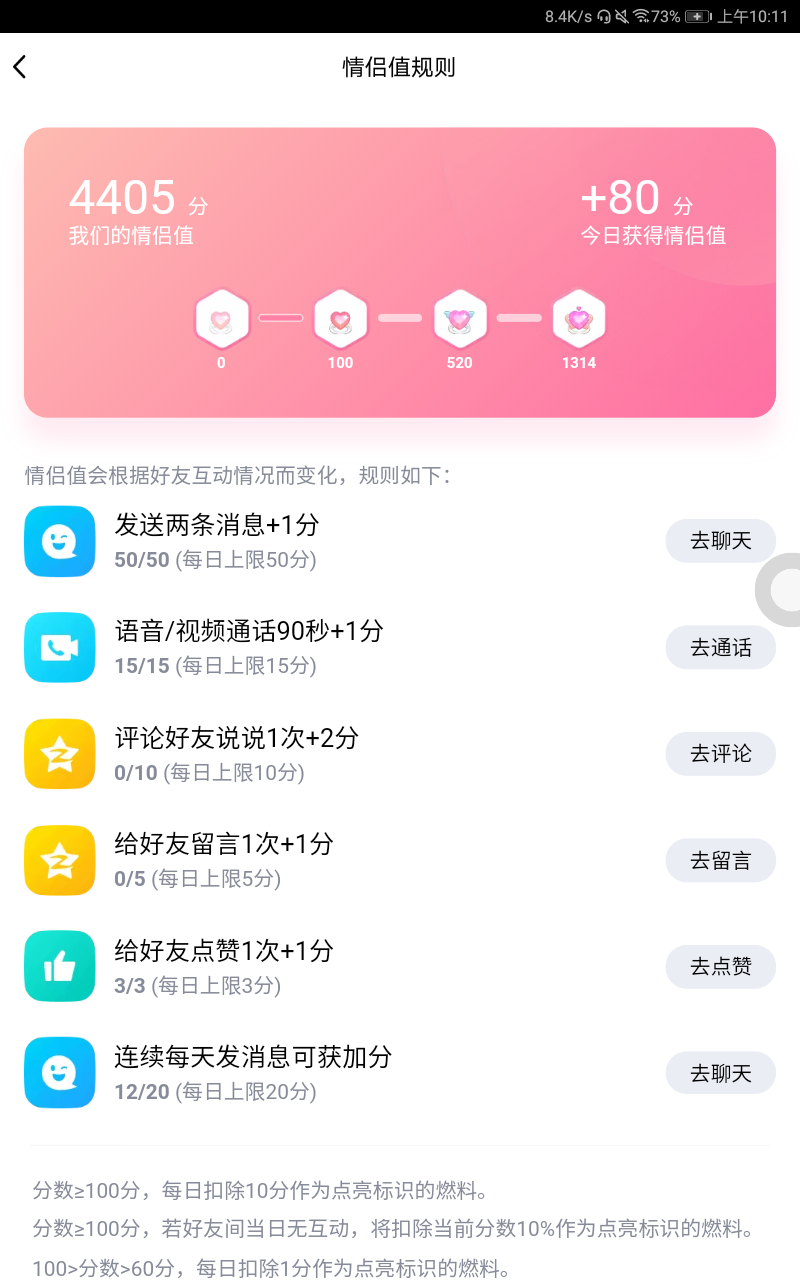 8.4K/s 73% 上午10:11
情侣值规则
4405 分
+80 分
我们的情侣值
今日获得情侣值
0 100 520 1314
情侣值会根据好友互动情况而变化，规则如下：
发送两条消息+1分
50/50 (每日上限50分)
去聊天
语音/视频通话90秒+1分
15/15 (每日上限15分)
去通话
评论好友说说1次+2分
0/10 (每日上限10分)
去评论
给好友留言1次+1分
0/5 (每日上限5分)
去留言
给好友点赞1次+1分
3/3 (每日上限3分)
去点赞
连续每天发消息可获加分
12/20 (每日上限20分)
去聊天
分数≥100分，每日扣除10分作为点亮标识的燃料。
分数≥100分，若好友间当日无互动，将扣除当前分数10%作为点亮标识的燃料。
100>分数>60分，每日扣除1分作为点亮标识的燃料。